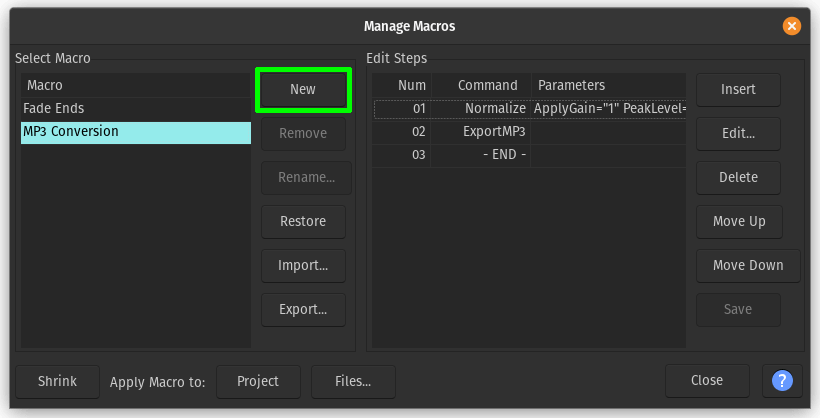 Manage Macros
Select Macro
Macro
Fade Ends
MP3 Conversion
New
Remove
Rename...
Restore
Import...
Export...
Edit Steps
Num Command Parameters
01 Normalize ApplyGain="1" PeakLevel=
02 ExportMP3
03 - END -
Insert
Edit...
Delete
Move Up
Move Down
Save
Shrink
Apply Macro to:
Project
Files...
Close
?